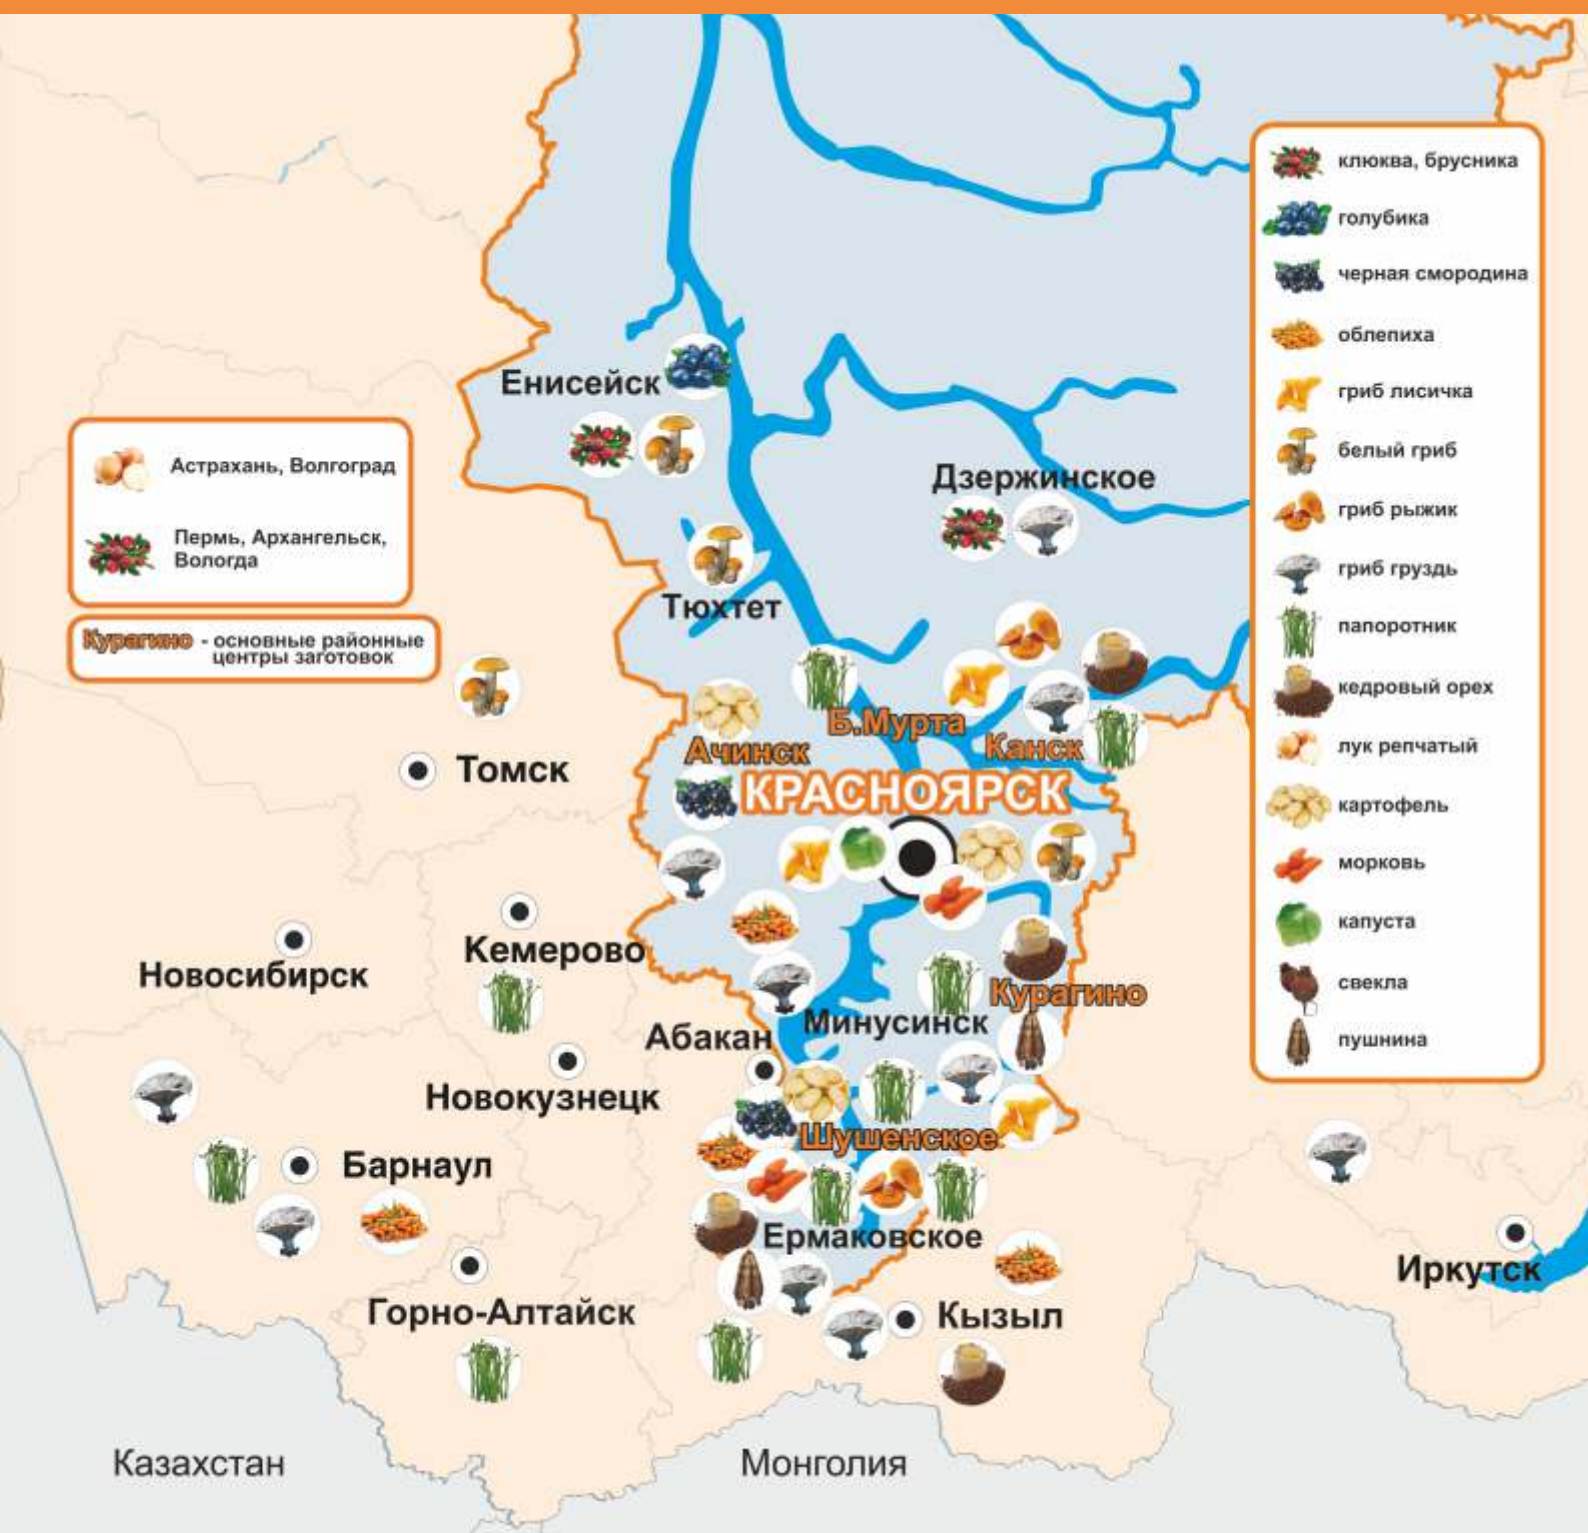 клюква, брусника
голубика
черная смородина
облепиха
гриб лисичка
белый гриб
гриб рыжик
гриб груздь
папоротник
кедровый орех
лук репчатый
картофель
морковь
капуста
свекла
пушнина
Астрахань, Волгоград
Пермь, Архангельск,
Вологда
Курагино - основные районные
центры заготовок
Енисейск
Дзержинское
Тюхтет
Б.Мурта
Ачинск
Канск
КРАСНОЯРСК
Томск
Кемерово
Новосибирск
Курагино
Минусинск
Абакан
Новокузнецк
Шушенское
Барнаул
Ермаковское
Иркутск
Горно-Алтайск
Кызыл
Казахстан
Монголия